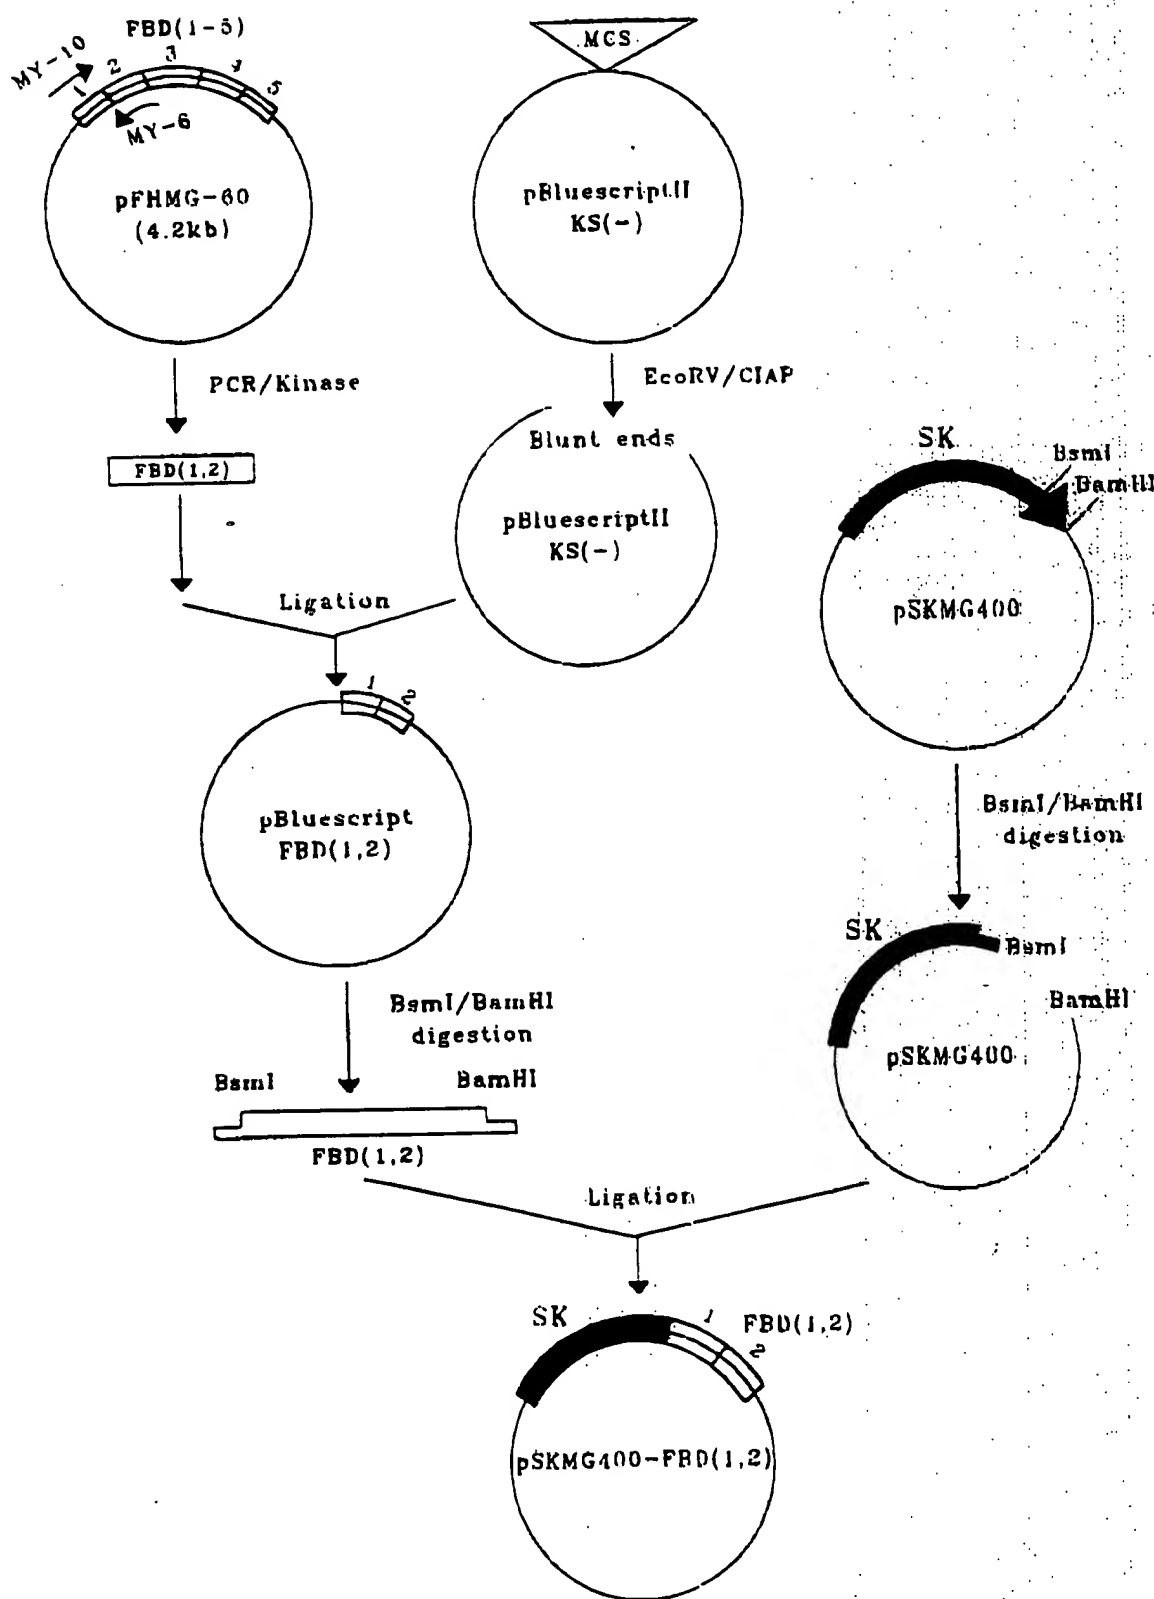 FBD(1-5)
MY-10
1
2
3
4
5
MY-6
pFHMG-60
(4.2kb)
MCS
pBluescriptII
KS(-)
PCR/Kinase
EcoRV/CIAP
FBD(1,2)
Blunt ends
pBluescriptII
KS(-)
SK
BsmI
BamHI
pSKMG400
Ligation
1
2
pBluescript
FBD(1,2)
BsmI/BamHI
digestion
BsmI/BamHI
digestion
SK
BsmI
BamHI
pSKMG400
BsmI
BamHI
FBD(1,2)
Ligation
SK
1
2
FBD(1,2)
pSKMG400-FBD(1,2)